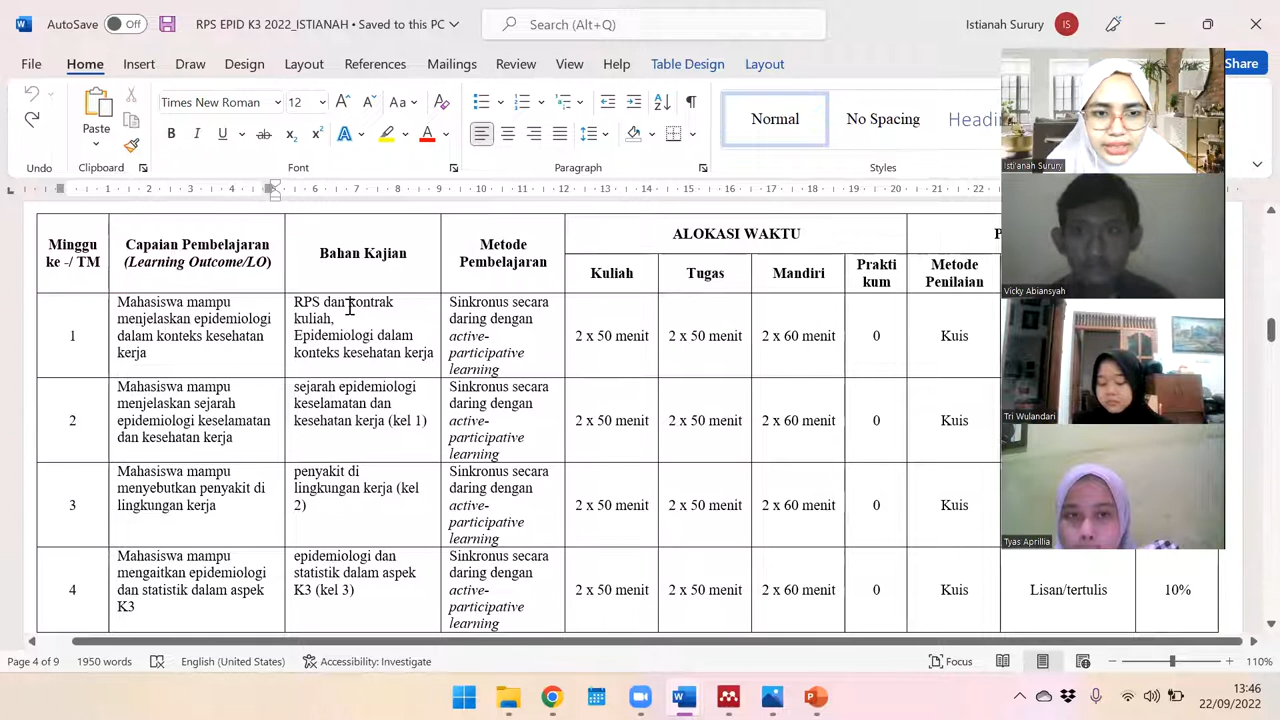 AutoSave Off RPS EPID K3 2022_ISTIANAH • Saved to this PC Search (Alt+Q) Istianah Surury IS
File Home Insert Draw Design Layout References Mailings Review View Help Table Design Layout Share
Times New Roman 12 Aa
Paste
Normal No Spacing Heading
Undo Clipboard Font Paragraph Styles
Minggu
ke -/ TM
Capaian Pembelajaran
(Learning Outcome/LO)
Bahan Kajian
Metode
Pembelajaran
ALOKASI WAKTU
Kuliah Tugas Mandiri
Prakti
kum
P
Metode
Penilaian
1
Mahasiswa mampu
menjelaskan epidemiologi
dalam konteks kesehatan
kerja
RPS dan kontrak
kuliah,
Epidemiologi dalam
konteks kesehatan kerja
Sinkronus secara
daring dengan
active-
participative
learning
2 x 50 menit 2 x 50 menit 2 x 60 menit 0 Kuis
2
Mahasiswa mampu
menjelaskan sejarah
epidemiologi keselamatan
dan kesehatan kerja
sejarah epidemiologi
keselamatan dan
kesehatan kerja (kel 1)
Sinkronus secara
daring dengan
active-
participative
learning
2 x 50 menit 2 x 50 menit 2 x 60 menit 0 Kuis
3
Mahasiswa mampu
menyebutkan penyakit di
lingkungan kerja
penyakit di
lingkungan kerja (kel
2)
Sinkronus secara
daring dengan
active-
participative
learning
2 x 50 menit 2 x 50 menit 2 x 60 menit 0 Kuis
4
Mahasiswa mampu
mengaitkan epidemiologi
dan statistik dalam aspek
K3
epidemiologi dan
statistik dalam aspek
K3 (kel 3)
Sinkronus secara
daring dengan
active-
participative
learning
2 x 50 menit 2 x 50 menit 2 x 60 menit 0 Kuis Lisan/tertulis 10%
Isti'anah Surury
Vicky Abiansyah
Tri Wulandari
Tyas Aprillia
Page 4 of 9 1950 words English (United States) Accessibility: Investigate Focus 110%
13:46
22/09/2022